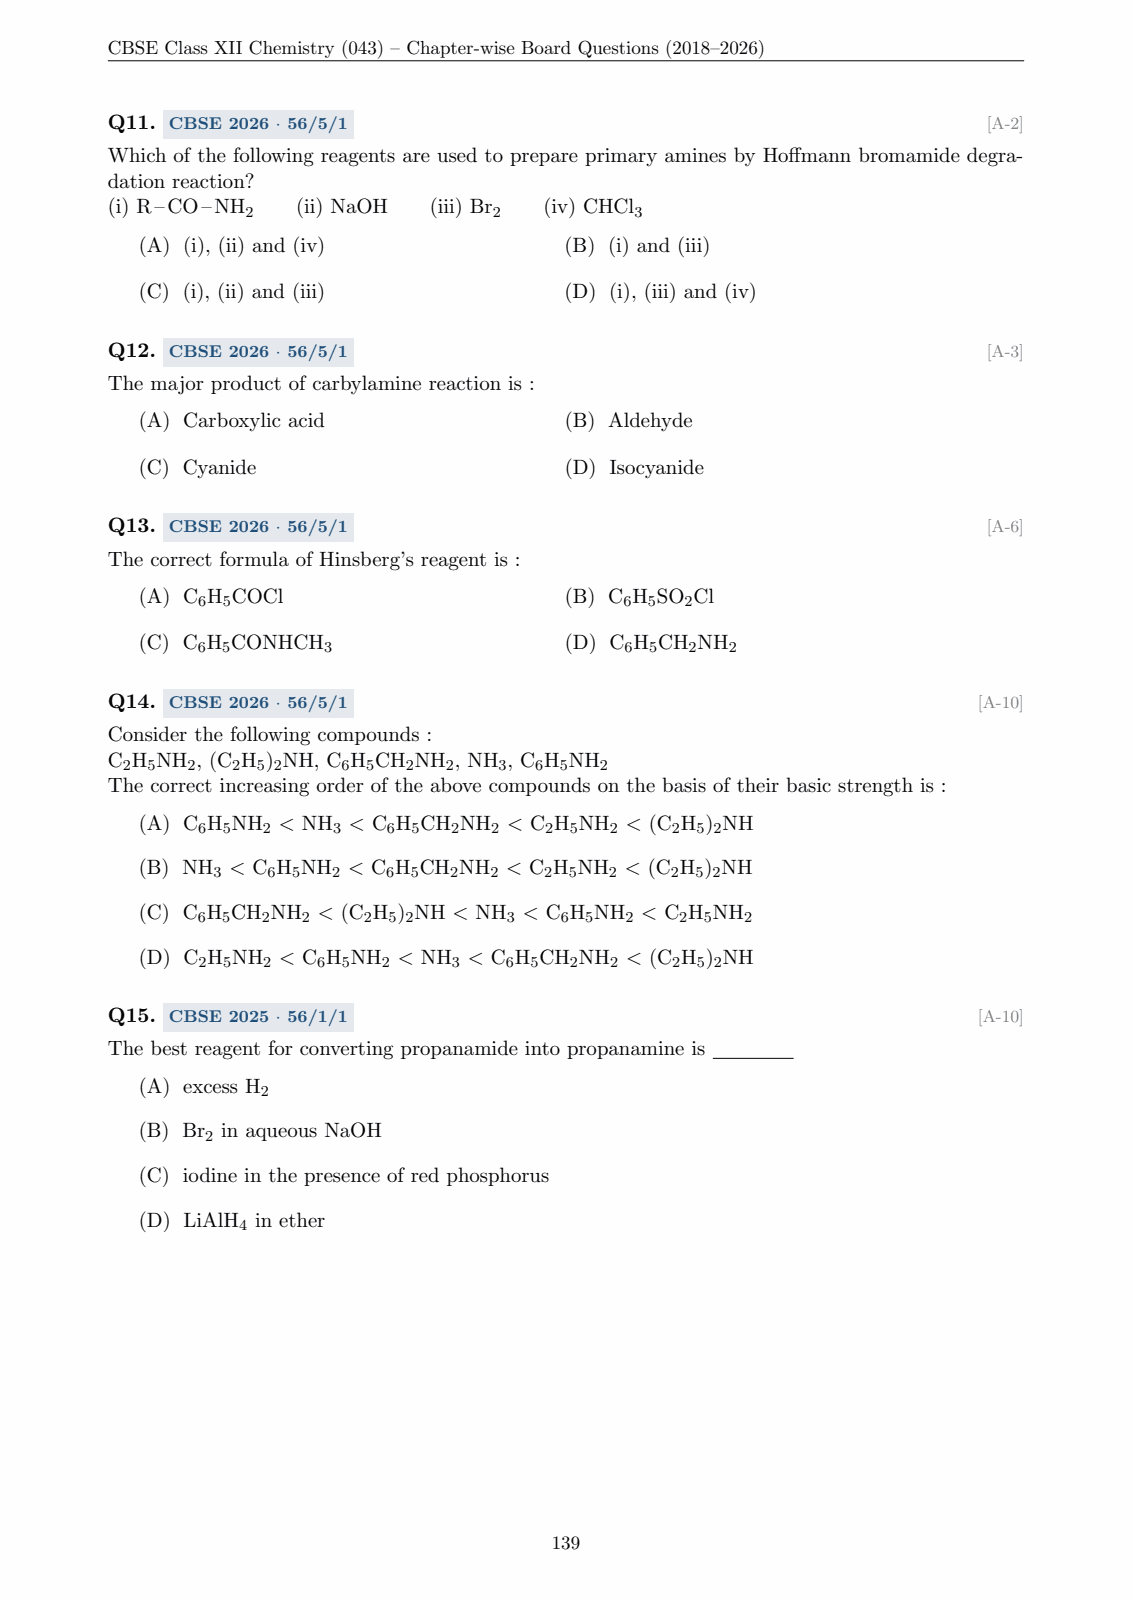 CBSE Class XII Chemistry (043) – Chapter-wise Board Questions (2018–2026)
Q11. CBSE 2026 · 56/5/1 [A-2]
Which of the following reagents are used to prepare primary amines by Hoffmann bromamide degra-
dation reaction?
(i) R–CO–NH₂ (ii) NaOH (iii) Br₂ (iv) CHCl₃
(A) (i), (ii) and (iv) (B) (i) and (iii)
(C) (i), (ii) and (iii) (D) (i), (iii) and (iv)
Q12. CBSE 2026 · 56/5/1 [A-3]
The major product of carbylamine reaction is :
(A) Carboxylic acid (B) Aldehyde
(C) Cyanide (D) Isocyanide
Q13. CBSE 2026 · 56/5/1 [A-6]
The correct formula of Hinsberg's reagent is :
(A) C₆H₅COCl (B) C₆H₅SO₂Cl
(C) C₆H₅CONHCH₃ (D) C₆H₅CH₂NH₂
Q14. CBSE 2026 · 56/5/1 [A-10]
Consider the following compounds :
C₂H₅NH₂, (C₂H₅)₂NH, C₆H₅CH₂NH₂, NH₃, C₆H₅NH₂
The correct increasing order of the above compounds on the basis of their basic strength is :
(A) C₆H₅NH₂ < NH₃ < C₆H₅CH₂NH₂ < C₂H₅NH₂ < (C₂H₅)₂NH
(B) NH₃ < C₆H₅NH₂ < C₆H₅CH₂NH₂ < C₂H₅NH₂ < (C₂H₅)₂NH
(C) C₆H₅CH₂NH₂ < (C₂H₅)₂NH < NH₃ < C₆H₅NH₂ < C₂H₅NH₂
(D) C₂H₅NH₂ < C₆H₅NH₂ < NH₃ < C₆H₅CH₂NH₂ < (C₂H₅)₂NH
Q15. CBSE 2025 · 56/1/1 [A-10]
The best reagent for converting propanamide into propanamine is ________
(A) excess H₂
(B) Br₂ in aqueous NaOH
(C) iodine in the presence of red phosphorus
(D) LiAlH₄ in ether
139